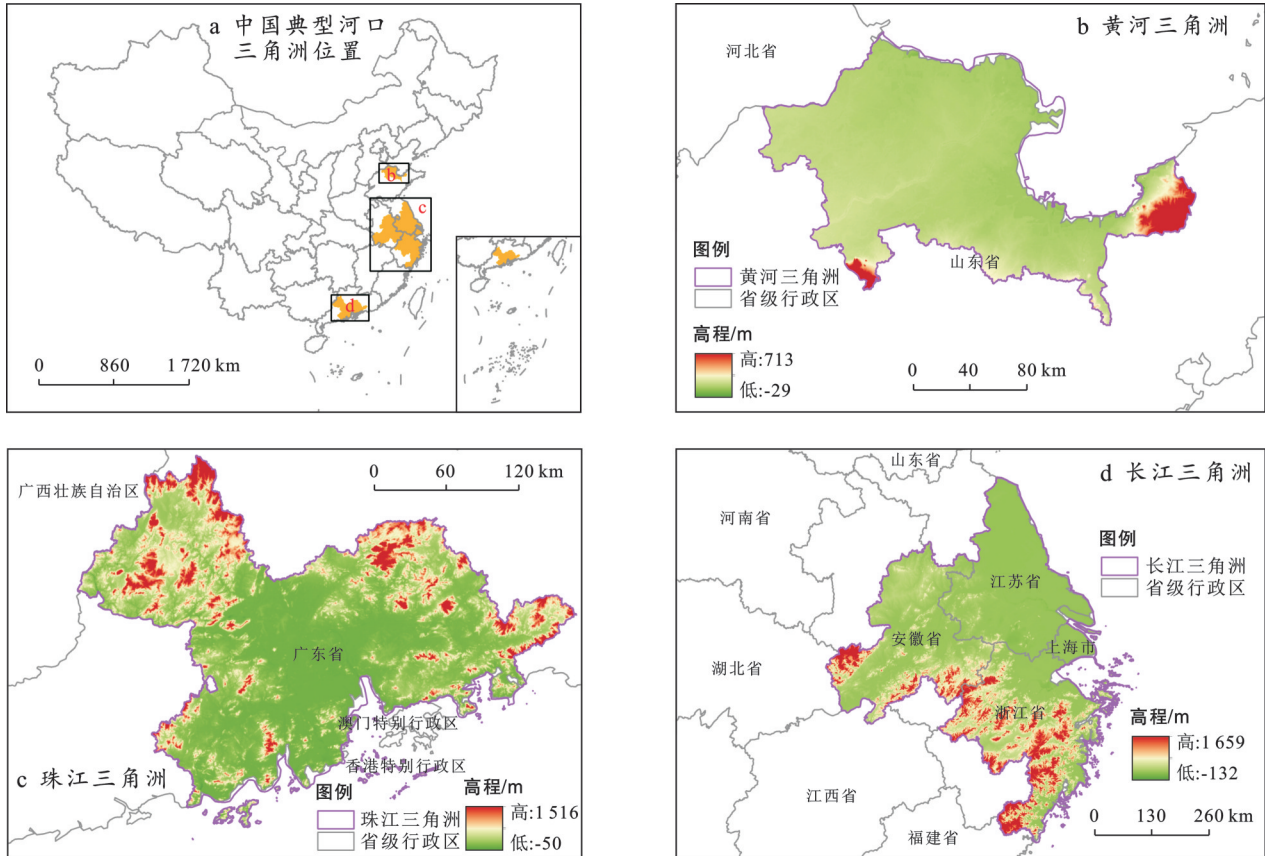 a 中国典型河口
三角洲位置
b
c
d
0 860 1 720 km
b 黄河三角洲
河北省
山东省
图例
黄河三角洲
省级行政区
高程/m
高:713
低:-29
0 40 80 km
0 60 120 km
广西壮族自治区
广东省
澳门特别行政区
香港特别行政区
c 珠江三角洲
图例
珠江三角洲
省级行政区
高程/m
高:1 516
低:-50
d 长江三角洲
山东省
河南省
图例
长江三角洲
省级行政区
江苏省
安徽省
上海市
湖北省
浙江省
江西省
福建省
高程/m
高:1 659
低:-132
0 130 260 km